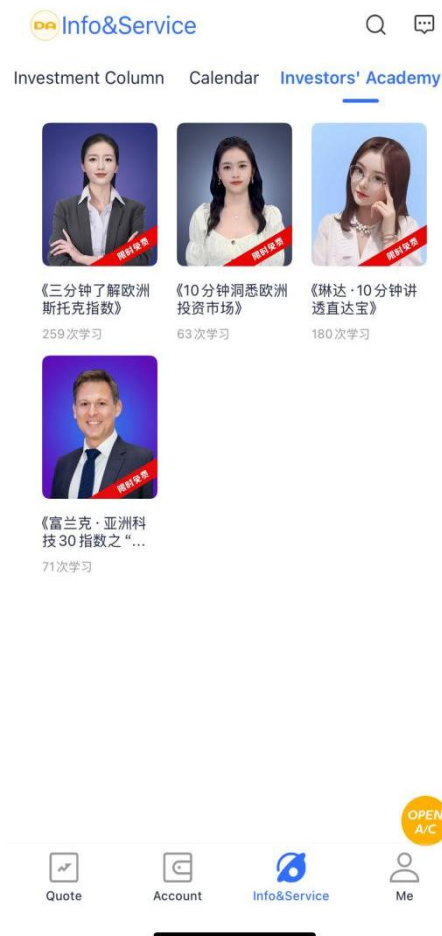 DA Info&Service
Investment Column Calendar Investors' Academy
限时免费
限时免费
限时免费
《三分钟了解欧洲
斯托克指数》
259次学习
《10分钟洞悉欧洲
投资市场》
63次学习
《琳达·10分钟讲
透直达宝》
180次学习
限时免费
《富兰克·亚洲科
技30指数之“...
71次学习
OPEN
A/C
Quote Account Info&Service Me